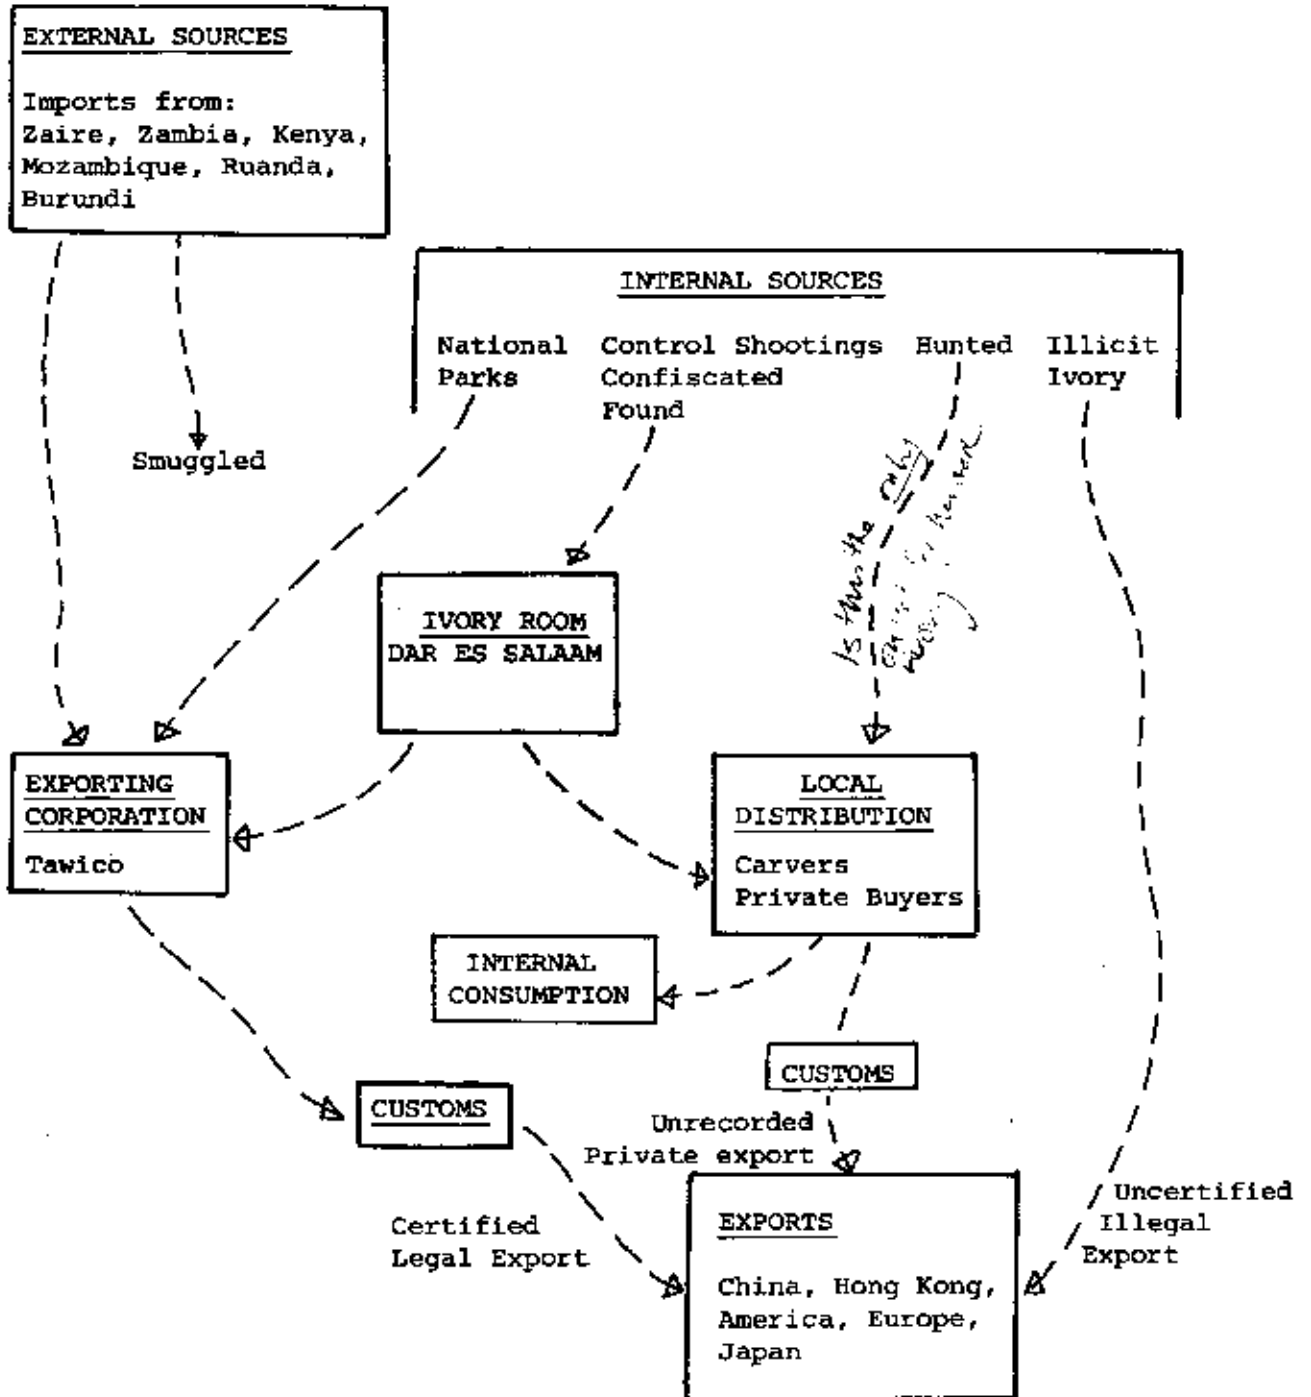 EXTERNAL SOURCES
Imports from:
Zaire, Zambia, Kenya,
Mozambique, Ruanda,
Burundi
INTERNAL SOURCES
National
Parks
Control Shootings
Confiscated
Found
Hunted
Illicit
Ivory
Smuggled
Is this the only
ivory
IVORY ROOM
DAR ES SALAAM
EXPORTING
CORPORATION
Tawico
LOCAL
DISTRIBUTION
Carvers
Private Buyers
INTERNAL
CONSUMPTION
CUSTOMS
CUSTOMS
Unrecorded
Private export
Certified
Legal Export
Uncertified
Illegal
Export
EXPORTS
China, Hong Kong,
America, Europe,
Japan